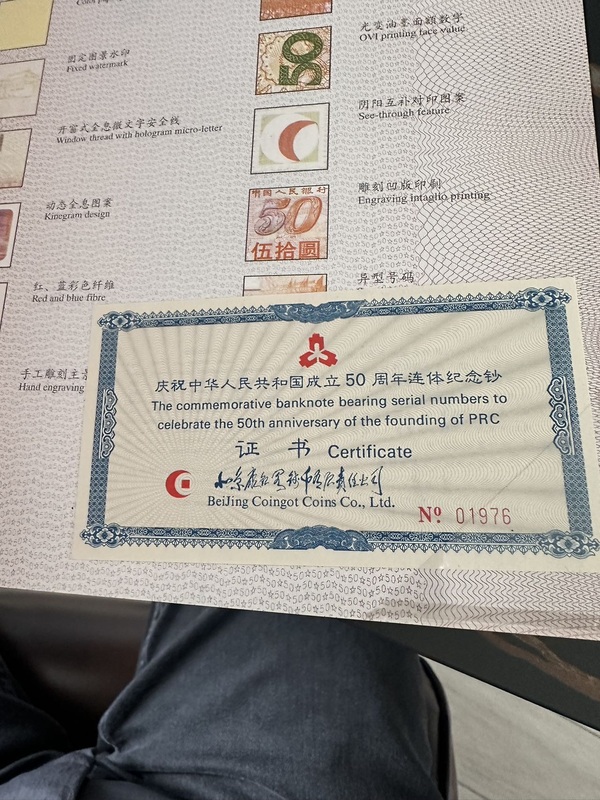 固定图景水印
Fixed watermark
开窗式全息微文字安全线
Window thread with hologram micro-letter
动态全息图案
Kinegram design
红、蓝彩色纤维
Red and blue fibre
手工雕刻主景
Hand engraving
光变油墨面额数字
OVI printing face value
50
阴阳互补对印图案
See-through feature
中国人民银行
50
伍拾圆
雕刻凹版印刷
Engraving intaglio printing
异型号码
庆祝中华人民共和国成立 50 周年连体纪念钞
The commemorative banknote bearing serial numbers to
celebrate the 50th anniversary of the founding of PRC
证 书 Certificate
BeiJing Coingot Coins Co., Ltd.
Nº 01976